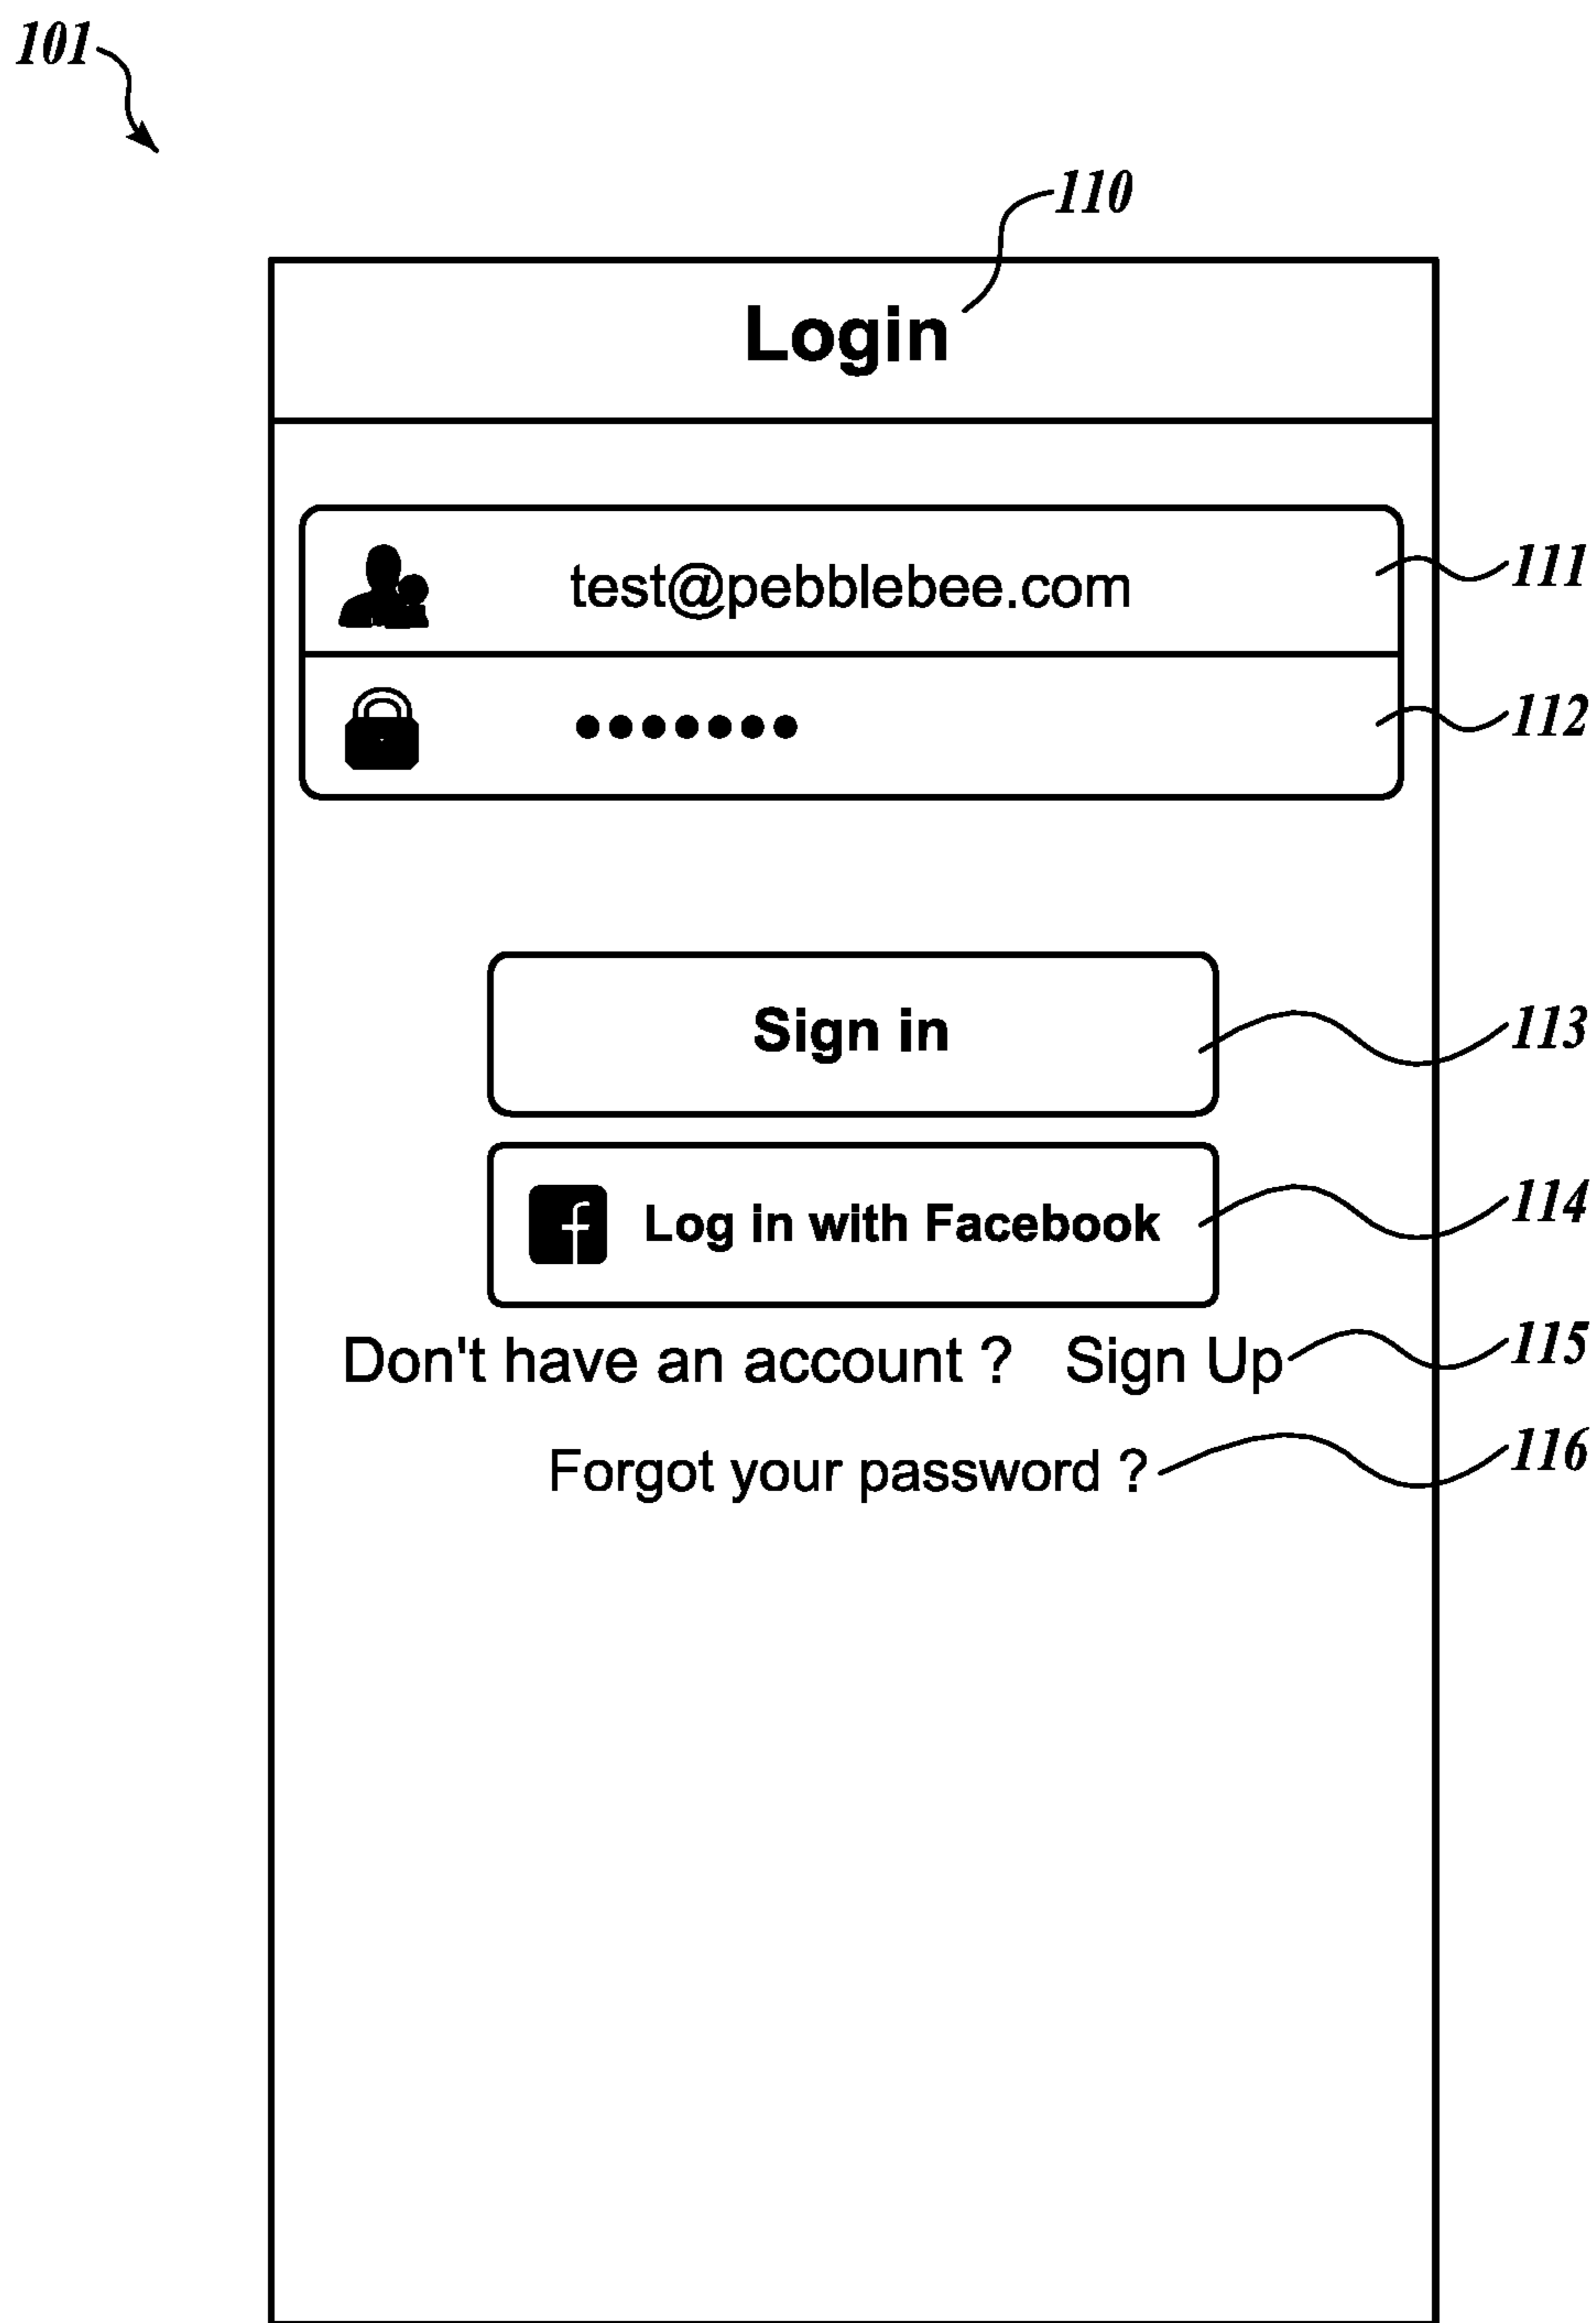 101
110
Login
test@pebblebee.com 111
••••••• 112
Sign in 113
f Log in with Facebook 114
Don't have an account ? Sign Up 115
Forgot your password ? 116